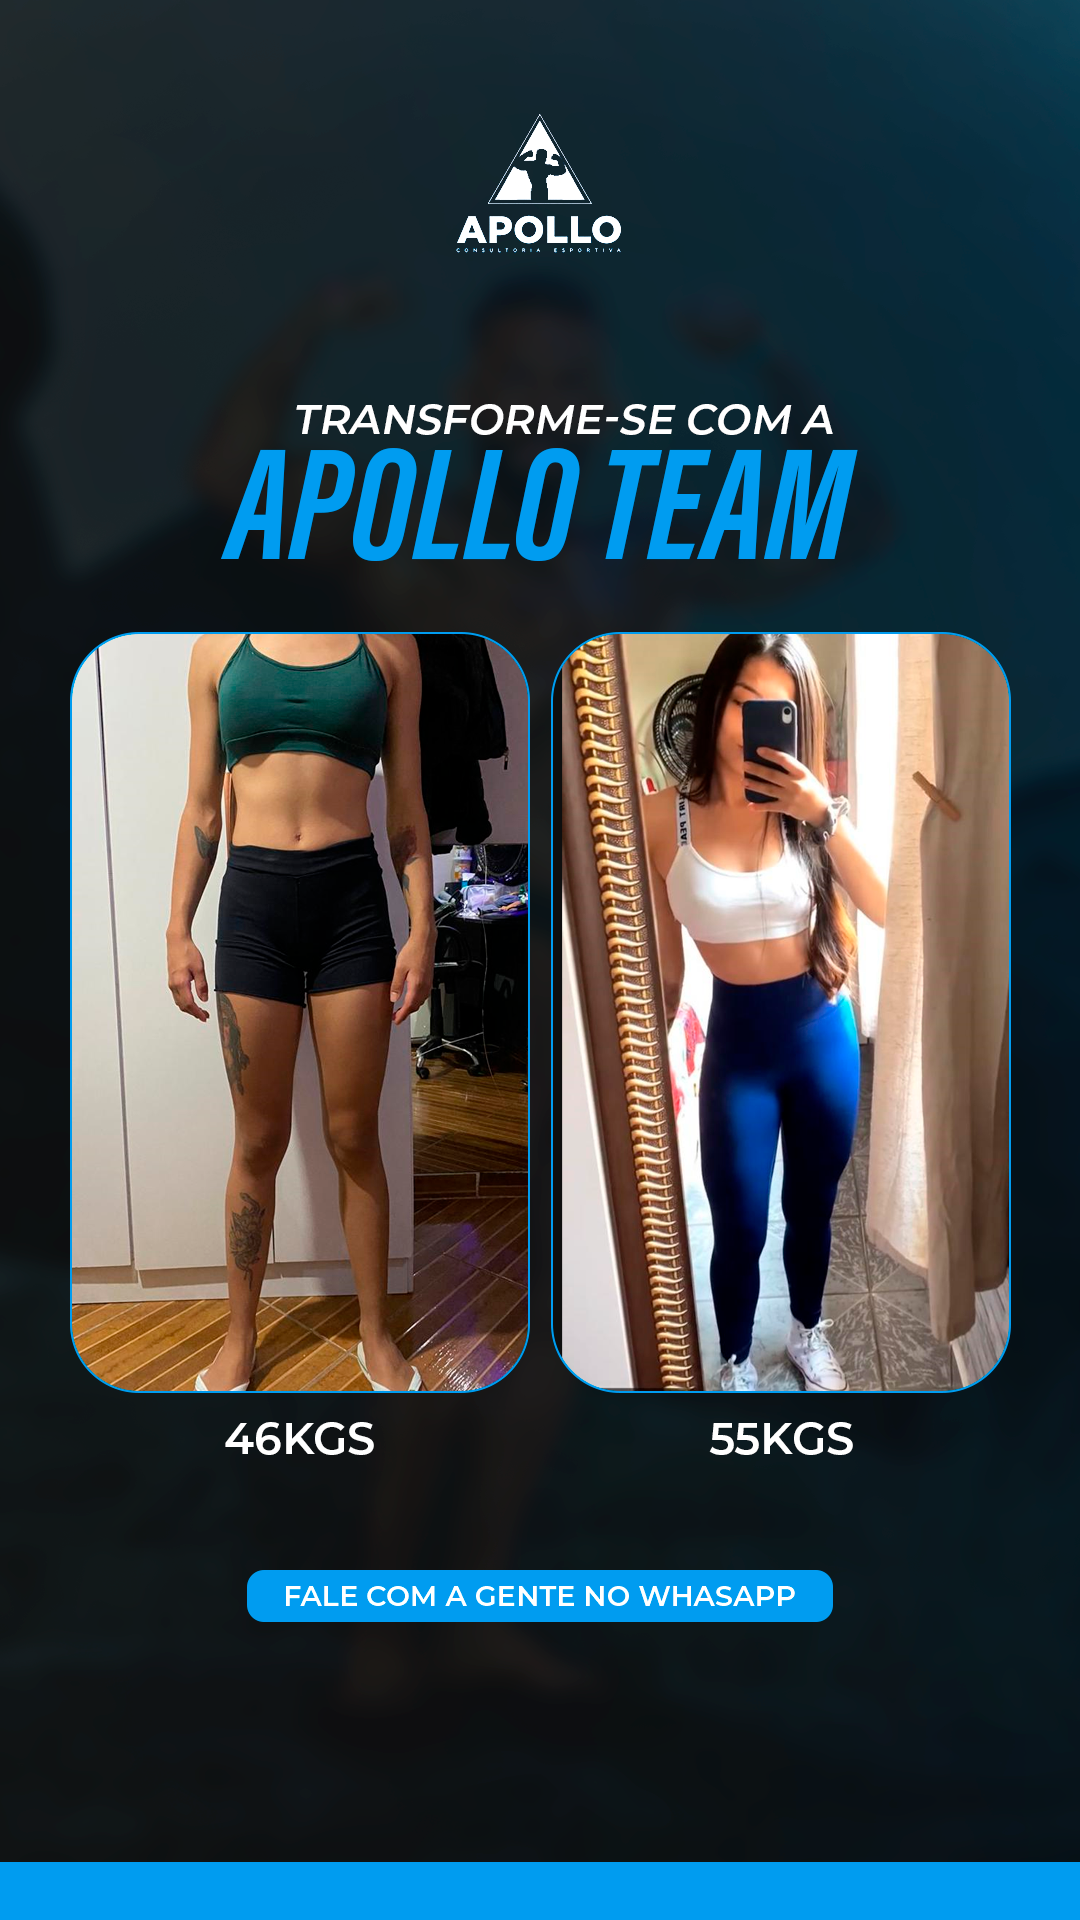 APOLLO
CONSULTORIA ESPORTIVA
TRANSFORME-SE COM A
APOLLO TEAM
46KGS
55KGS
FALE COM A GENTE NO WHASAPP